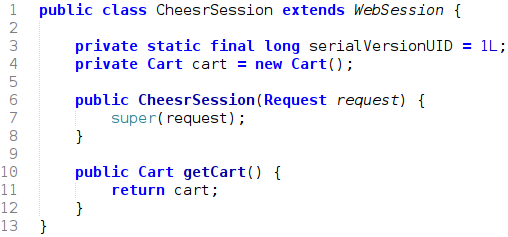 1 public class CheesrSession extends WebSession {
2
3     private static final long serialVersionUID = 1L;
4     private Cart cart = new Cart();
5
6     public CheesrSession(Request request) {
7         super(request);
8     }
9
10     public Cart getCart() {
11         return cart;
12     }
13 }